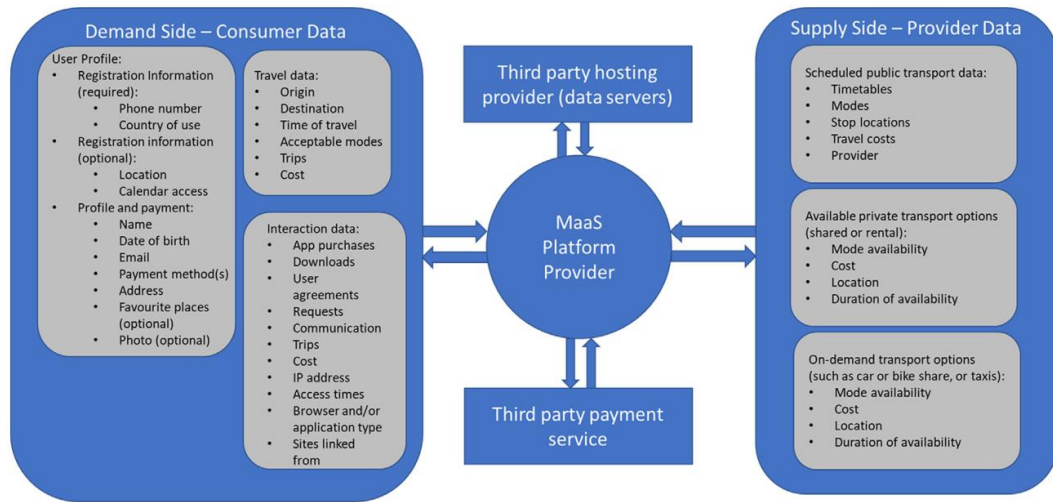 Demand Side – Consumer Data
User Profile:
• Registration Information
(required):
• Phone number
• Country of use
• Registration information
(optional):
• Location
• Calendar access
• Profile and payment:
• Name
• Date of birth
• Email
• Payment method(s)
• Address
• Favourite places
(optional)
• Photo (optional)
Travel data:
• Origin
• Destination
• Time of travel
• Acceptable modes
• Trips
• Cost
Interaction data:
• App purchases
• Downloads
• User
agreements
• Requests
• Communication
• Trips
• Cost
• IP address
• Access times
• Browser and/or
application type
• Sites linked
from
Third party hosting
provider (data servers)
MaaS
Platform
Provider
Third party payment
service
Supply Side – Provider Data
Scheduled public transport data:
• Timetables
• Modes
• Stop locations
• Travel costs
• Provider
Available private transport options
(shared or rental):
• Mode availability
• Cost
• Location
• Duration of availability
On-demand transport options
(such as car or bike share, or taxis):
• Mode availability
• Cost
• Location
• Duration of availability